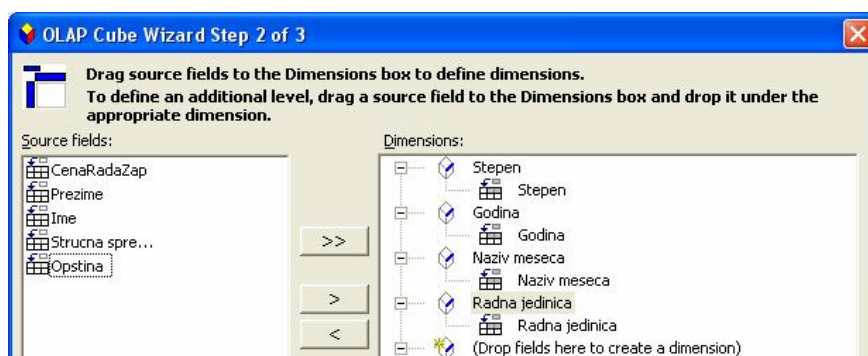 OLAP Cube Wizard Step 2 of 3
Drag source fields to the Dimensions box to define dimensions.
To define an additional level, drag a source field to the Dimensions box and drop it under the
appropriate dimension.
Source fields:
CenaRadaZap
Prezime
Ime
Strucna spre...
Opstina
>>
>
<
Dimensions:
Stepen
Stepen
Godina
Godina
Naziv meseca
Naziv meseca
Radna jedinica
Radna jedinica
(Drop fields here to create a dimension)